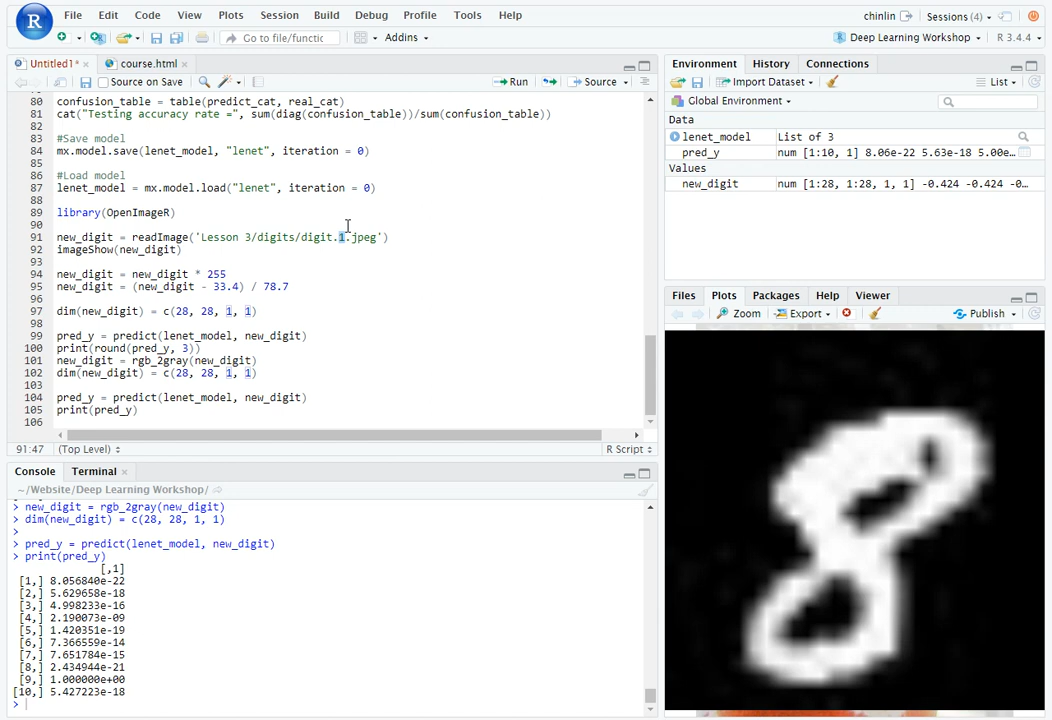 File Edit Code View Plots Session Build Debug Profile Tools Help
chinlin Sessions (4)
Go to file/functic Addins
Deep Learning Workshop R 3.4.4
Untitled1* × course.html ×
Source on Save Run Source
80 confusion_table = table(predict_cat, real_cat)
81 cat("Testing accuracy rate =", sum(diag(confusion_table))/sum(confusion_table))
82
83 #Save model
84 mx.model.save(lenet_model, "lenet", iteration = 0)
85
86 #Load model
87 lenet_model = mx.model.load("lenet", iteration = 0)
88
89 library(OpenImageR)
90
91 new_digit = readImage('Lesson 3/digits/digit.1.jpeg')
92 imageShow(new_digit)
93
94 new_digit = new_digit * 255
95 new_digit = (new_digit - 33.4) / 78.7
96
97 dim(new_digit) = c(28, 28, 1, 1)
98
99 pred_y = predict(lenet_model, new_digit)
100 print(round(pred_y, 3))
101 new_digit = rgb_2gray(new_digit)
102 dim(new_digit) = c(28, 28, 1, 1)
103
104 pred_y = predict(lenet_model, new_digit)
105 print(pred_y)
106
91:47 (Top Level) R Script
Console Terminal ×
~/Website/Deep Learning Workshop/
> new_digit = rgb_2gray(new_digit)
> dim(new_digit) = c(28, 28, 1, 1)
>
> pred_y = predict(lenet_model, new_digit)
> print(pred_y)
[,1]
[1,] 8.056840e-22
[2,] 5.629658e-18
[3,] 4.998233e-16
[4,] 2.190073e-09
[5,] 1.420351e-19
[6,] 7.366559e-14
[7,] 7.651784e-15
[8,] 2.434944e-21
[9,] 1.000000e+00
[10,] 5.427223e-18
>
Environment History Connections
Import Dataset List
Global Environment
Data
lenet_model List of 3
pred_y num [1:10, 1] 8.06e-22 5.63e-18 5.00e…
Values
new_digit num [1:28, 1:28, 1, 1] -0.424 -0.424 -0…
Files Plots Packages Help Viewer
Zoom Export Publish
8